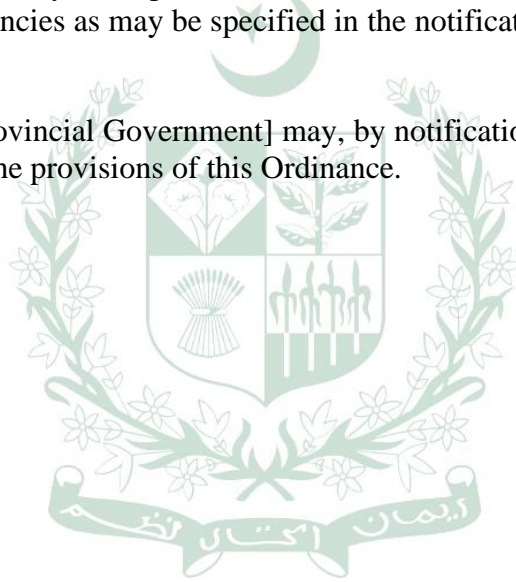 ncies as may be specified in the notificat
ovincial Government] may, by notificatio
he provisions of this Ordinance.
ایمان اتحاد نظم